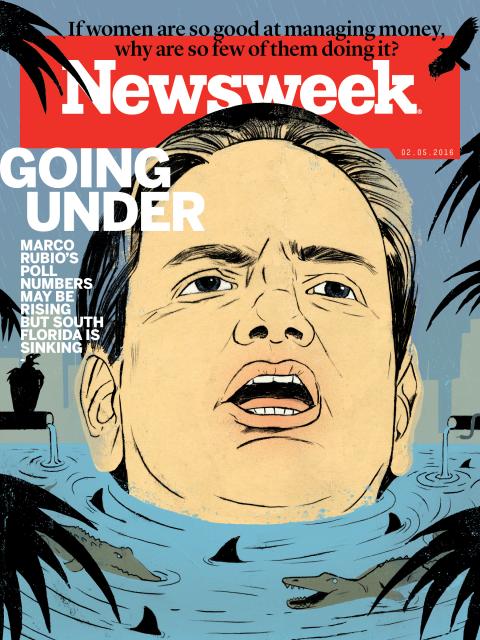 If women are so good at managing money,
why are so few of them doing it?
Newsweek
02.05.2016
GOING
UNDER
MARCO
RUBIO'S
POLL
NUMBERS
MAY BE
RISING
BUT SOUTH
FLORIDA IS
SINKING